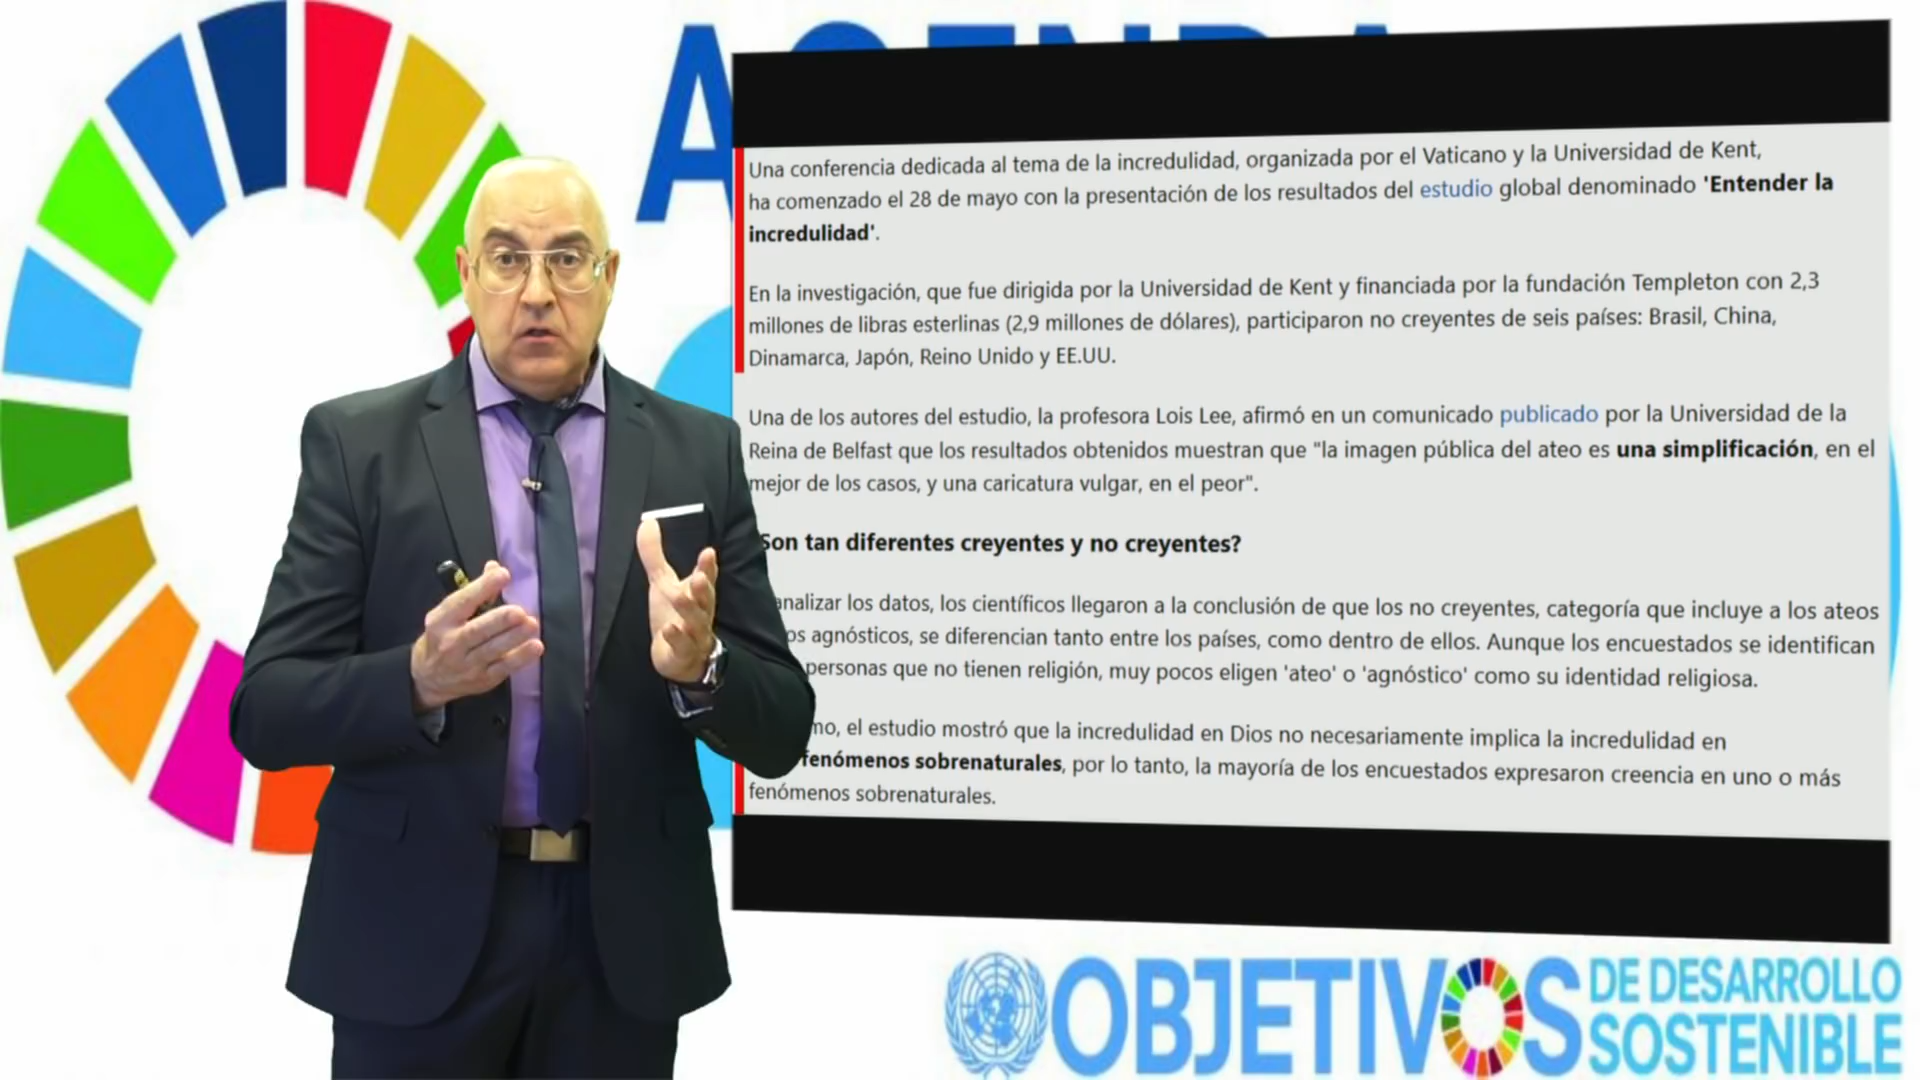 Una conferencia dedicada al tema de la incredulidad, organizada por el Vaticano y la Universidad de Kent,
ha comenzado el 28 de mayo con la presentación de los resultados del estudio global denominado 'Entender la
incredulidad'.
En la investigación, que fue dirigida por la Universidad de Kent y financiada por la fundación Templeton con 2,3
millones de libras esterlinas (2,9 millones de dólares), participaron no creyentes de seis países: Brasil, China,
Dinamarca, Japón, Reino Unido y EE.UU.
Una de los autores del estudio, la profesora Lois Lee, afirmó en un comunicado publicado por la Universidad de la
Reina de Belfast que los resultados obtenidos muestran que "la imagen pública del ateo es una simplificación, en el
mejor de los casos, y una caricatura vulgar, en el peor".
Son tan diferentes creyentes y no creyentes?
analizar los datos, los científicos llegaron a la conclusión de que los no creyentes, categoría que incluye a los ateos
os agnósticos, se diferencian tanto entre los países, como dentro de ellos. Aunque los encuestados se identifican
personas que no tienen religión, muy pocos eligen 'ateo' o 'agnóstico' como su identidad religiosa.
mo, el estudio mostró que la incredulidad en Dios no necesariamente implica la incredulidad en
fenómenos sobrenaturales, por lo tanto, la mayoría de los encuestados expresaron creencia en uno o más
fenómenos sobrenaturales.
OBJETIVOS
DE DESARROLLO
SOSTENIBLE